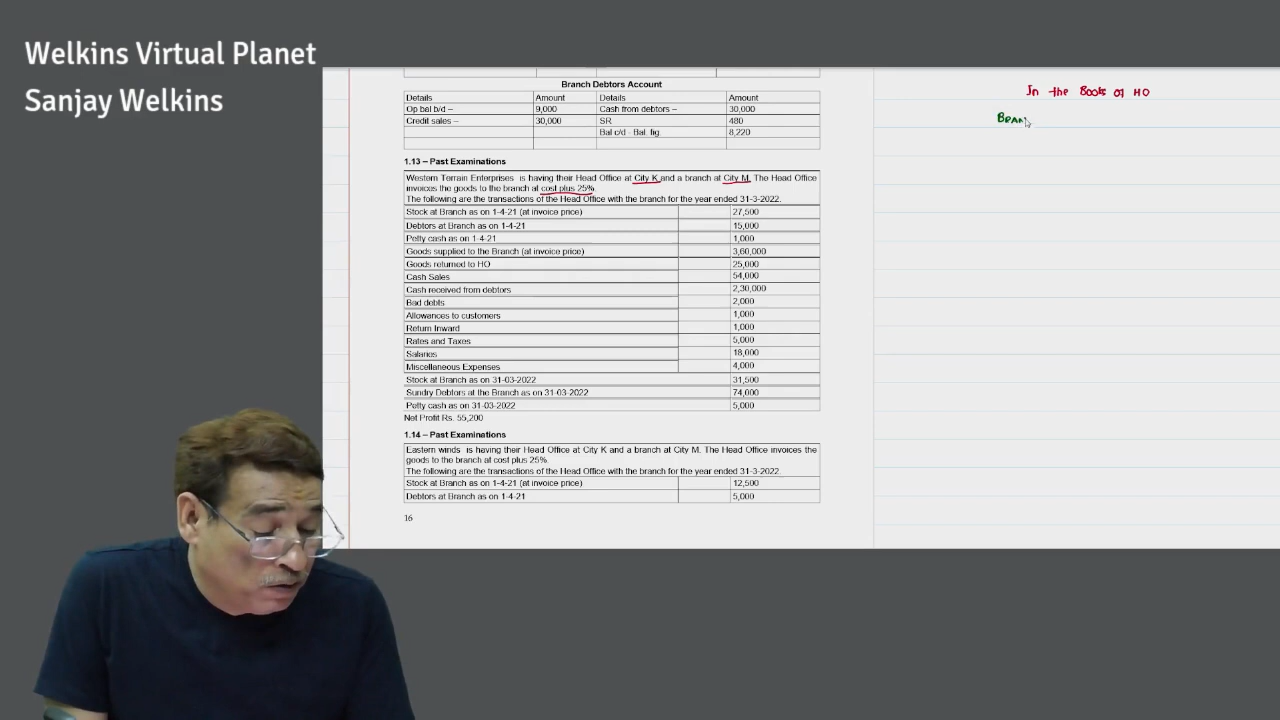 Welkins Virtual Planet
Sanjay Welkins
Branch Debtors Account
Details Amount Details Amount
Op bal b/d – 9,000 Cash from debtors – 30,000
Credit sales – 30,000 SR 480
Bal c/d - Bal. fig. 8,220
1.13 – Past Examinations
Western Terrain Enterprises is having their Head Office at City K and a branch at City M. The Head Office
invoices the goods to the branch at cost plus 25%.
The following are the transactions of the Head Office with the branch for the year ended 31-3-2022.
Stock at Branch as on 1-4-21 (at invoice price) 27,500
Debtors at Branch as on 1-4-21 15,000
Petty cash as on 1-4-21 1,000
Goods supplied to the Branch (at invoice price) 3,60,000
Goods returned to HO 25,000
Cash Sales 54,000
Cash received from debtors 2,30,000
Bad debts 2,000
Allowances to customers 1,000
Return Inward 1,000
Rates and Taxes 5,000
Salaries 18,000
Miscellaneous Expenses 4,000
Stock at Branch as on 31-03-2022 31,500
Sundry Debtors at the Branch as on 31-03-2022 74,000
Petty cash as on 31-03-2022 5,000
Net Profit Rs. 55,200
1.14 – Past Examinations
Eastern winds is having their Head Office at City K and a branch at City M. The Head Office invoices the
goods to the branch at cost plus 25%.
The following are the transactions of the Head Office with the branch for the year ended 31-3-2022.
Stock at Branch as on 1-4-21 (at invoice price) 12,500
Debtors at Branch as on 1-4-21 5,000
16
In the Books of HO
Bran